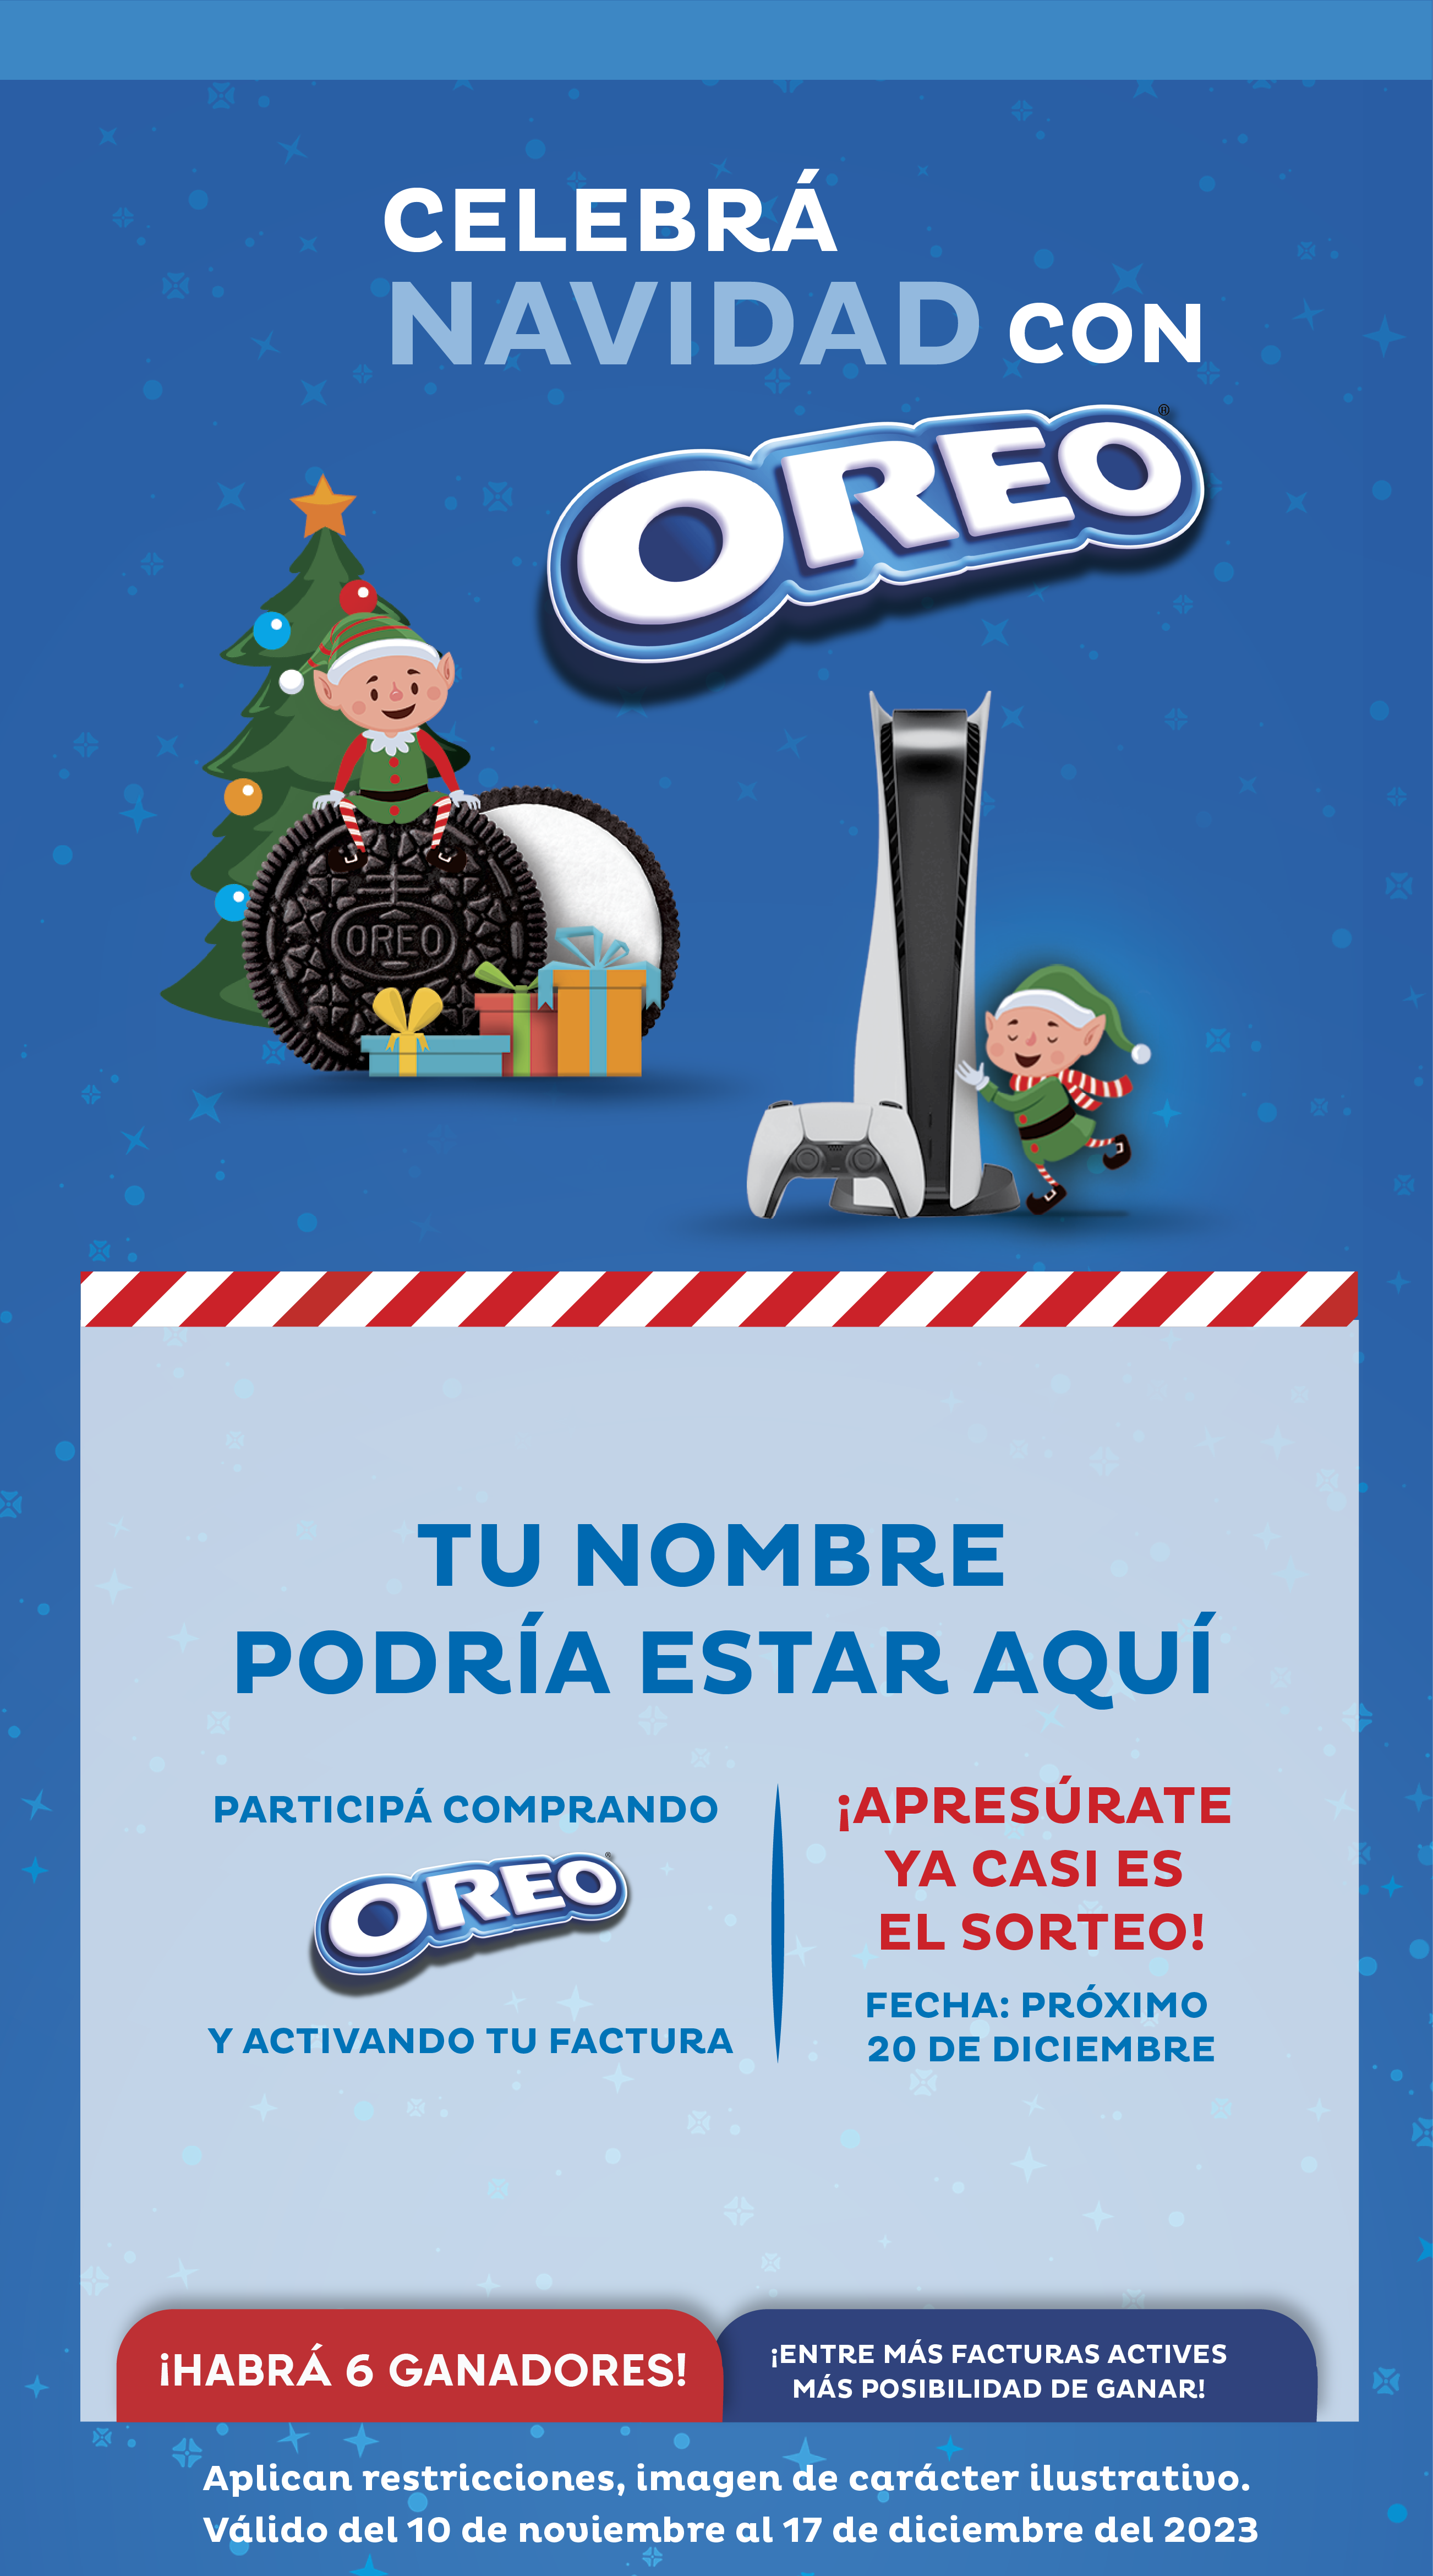 CELEBRÁ
NAVIDAD CON
OREO®
OREO
TU NOMBRE
PODRÍA ESTAR AQUÍ
PARTICIPÁ COMPRANDO
OREO
Y ACTIVANDO TU FACTURA
¡APRESÚRATE
YA CASI ES
EL SORTEO!
FECHA: PRÓXIMO
20 DE DICIEMBRE
¡HABRÁ 6 GANADORES!
¡ENTRE MÁS FACTURAS ACTIVES
MÁS POSIBILIDAD DE GANAR!
Aplican restricciones, imagen de carácter ilustrativo.
Válido del 10 de noviembre al 17 de diciembre del 2023